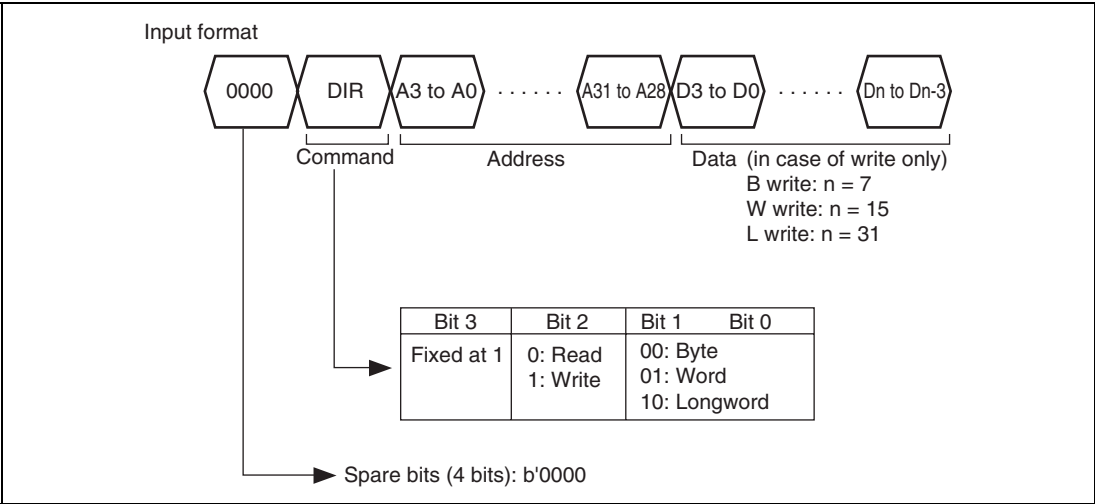 Input format
0000 DIR A3 to A0 · · · · · · A31 to A28 D3 to D0 · · · · · · Dn to Dn-3
Command Address Data (in case of write only)
B write: n = 7
W write: n = 15
L write: n = 31
Bit 3 Bit 2 Bit 1 Bit 0
Fixed at 1 0: Read 00: Byte
1: Write 01: Word
10: Longword
Spare bits (4 bits): b'0000